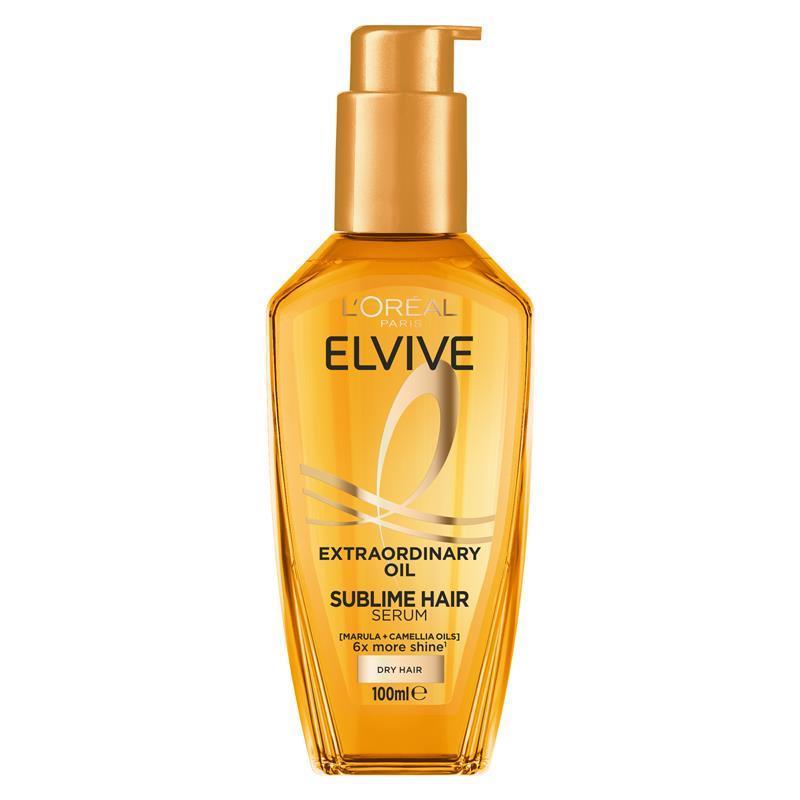 L'ORÉAL
PARIS
ELVIVE
EXTRAORDINARY
OIL
SUBLIME HAIR
SERUM
[MARULA + CAMELLIA OILS]
6x more shine¹
DRY HAIR
100ml ℮